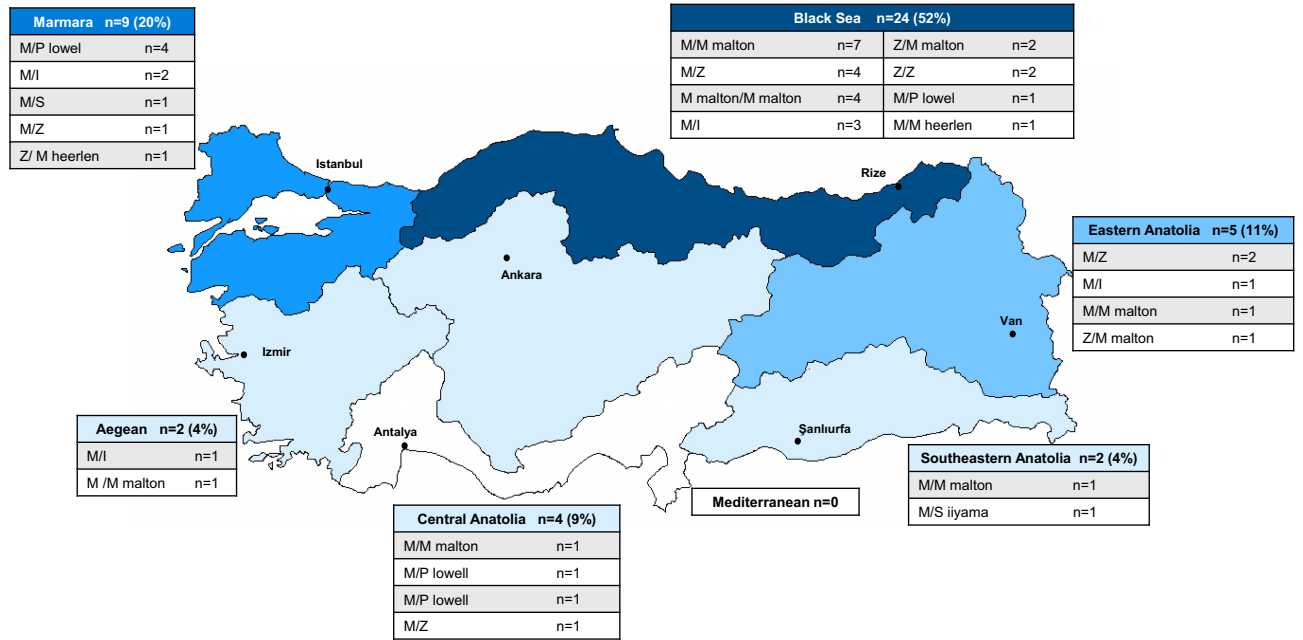 Marmara n=9 (20%)
M/P lowel n=4
M/I n=2
M/S n=1
M/Z n=1
Z/ M heerlen n=1
Black Sea n=24 (52%)
M/M malton n=7 Z/M malton n=2
M/Z n=4 Z/Z n=2
M malton/M malton n=4 M/P lowel n=1
M/I n=3 M/M heerlen n=1
Istanbul
Rize
Ankara
Izmir
Van
Antalya
Şanlıurfa
Eastern Anatolia n=5 (11%)
M/Z n=2
M/I n=1
M/M malton n=1
Z/M malton n=1
Aegean n=2 (4%)
M/I n=1
M /M malton n=1
Central Anatolia n=4 (9%)
M/M malton n=1
M/P lowell n=1
M/P lowell n=1
M/Z n=1
Mediterranean n=0
Southeastern Anatolia n=2 (4%)
M/M malton n=1
M/S iiyama n=1